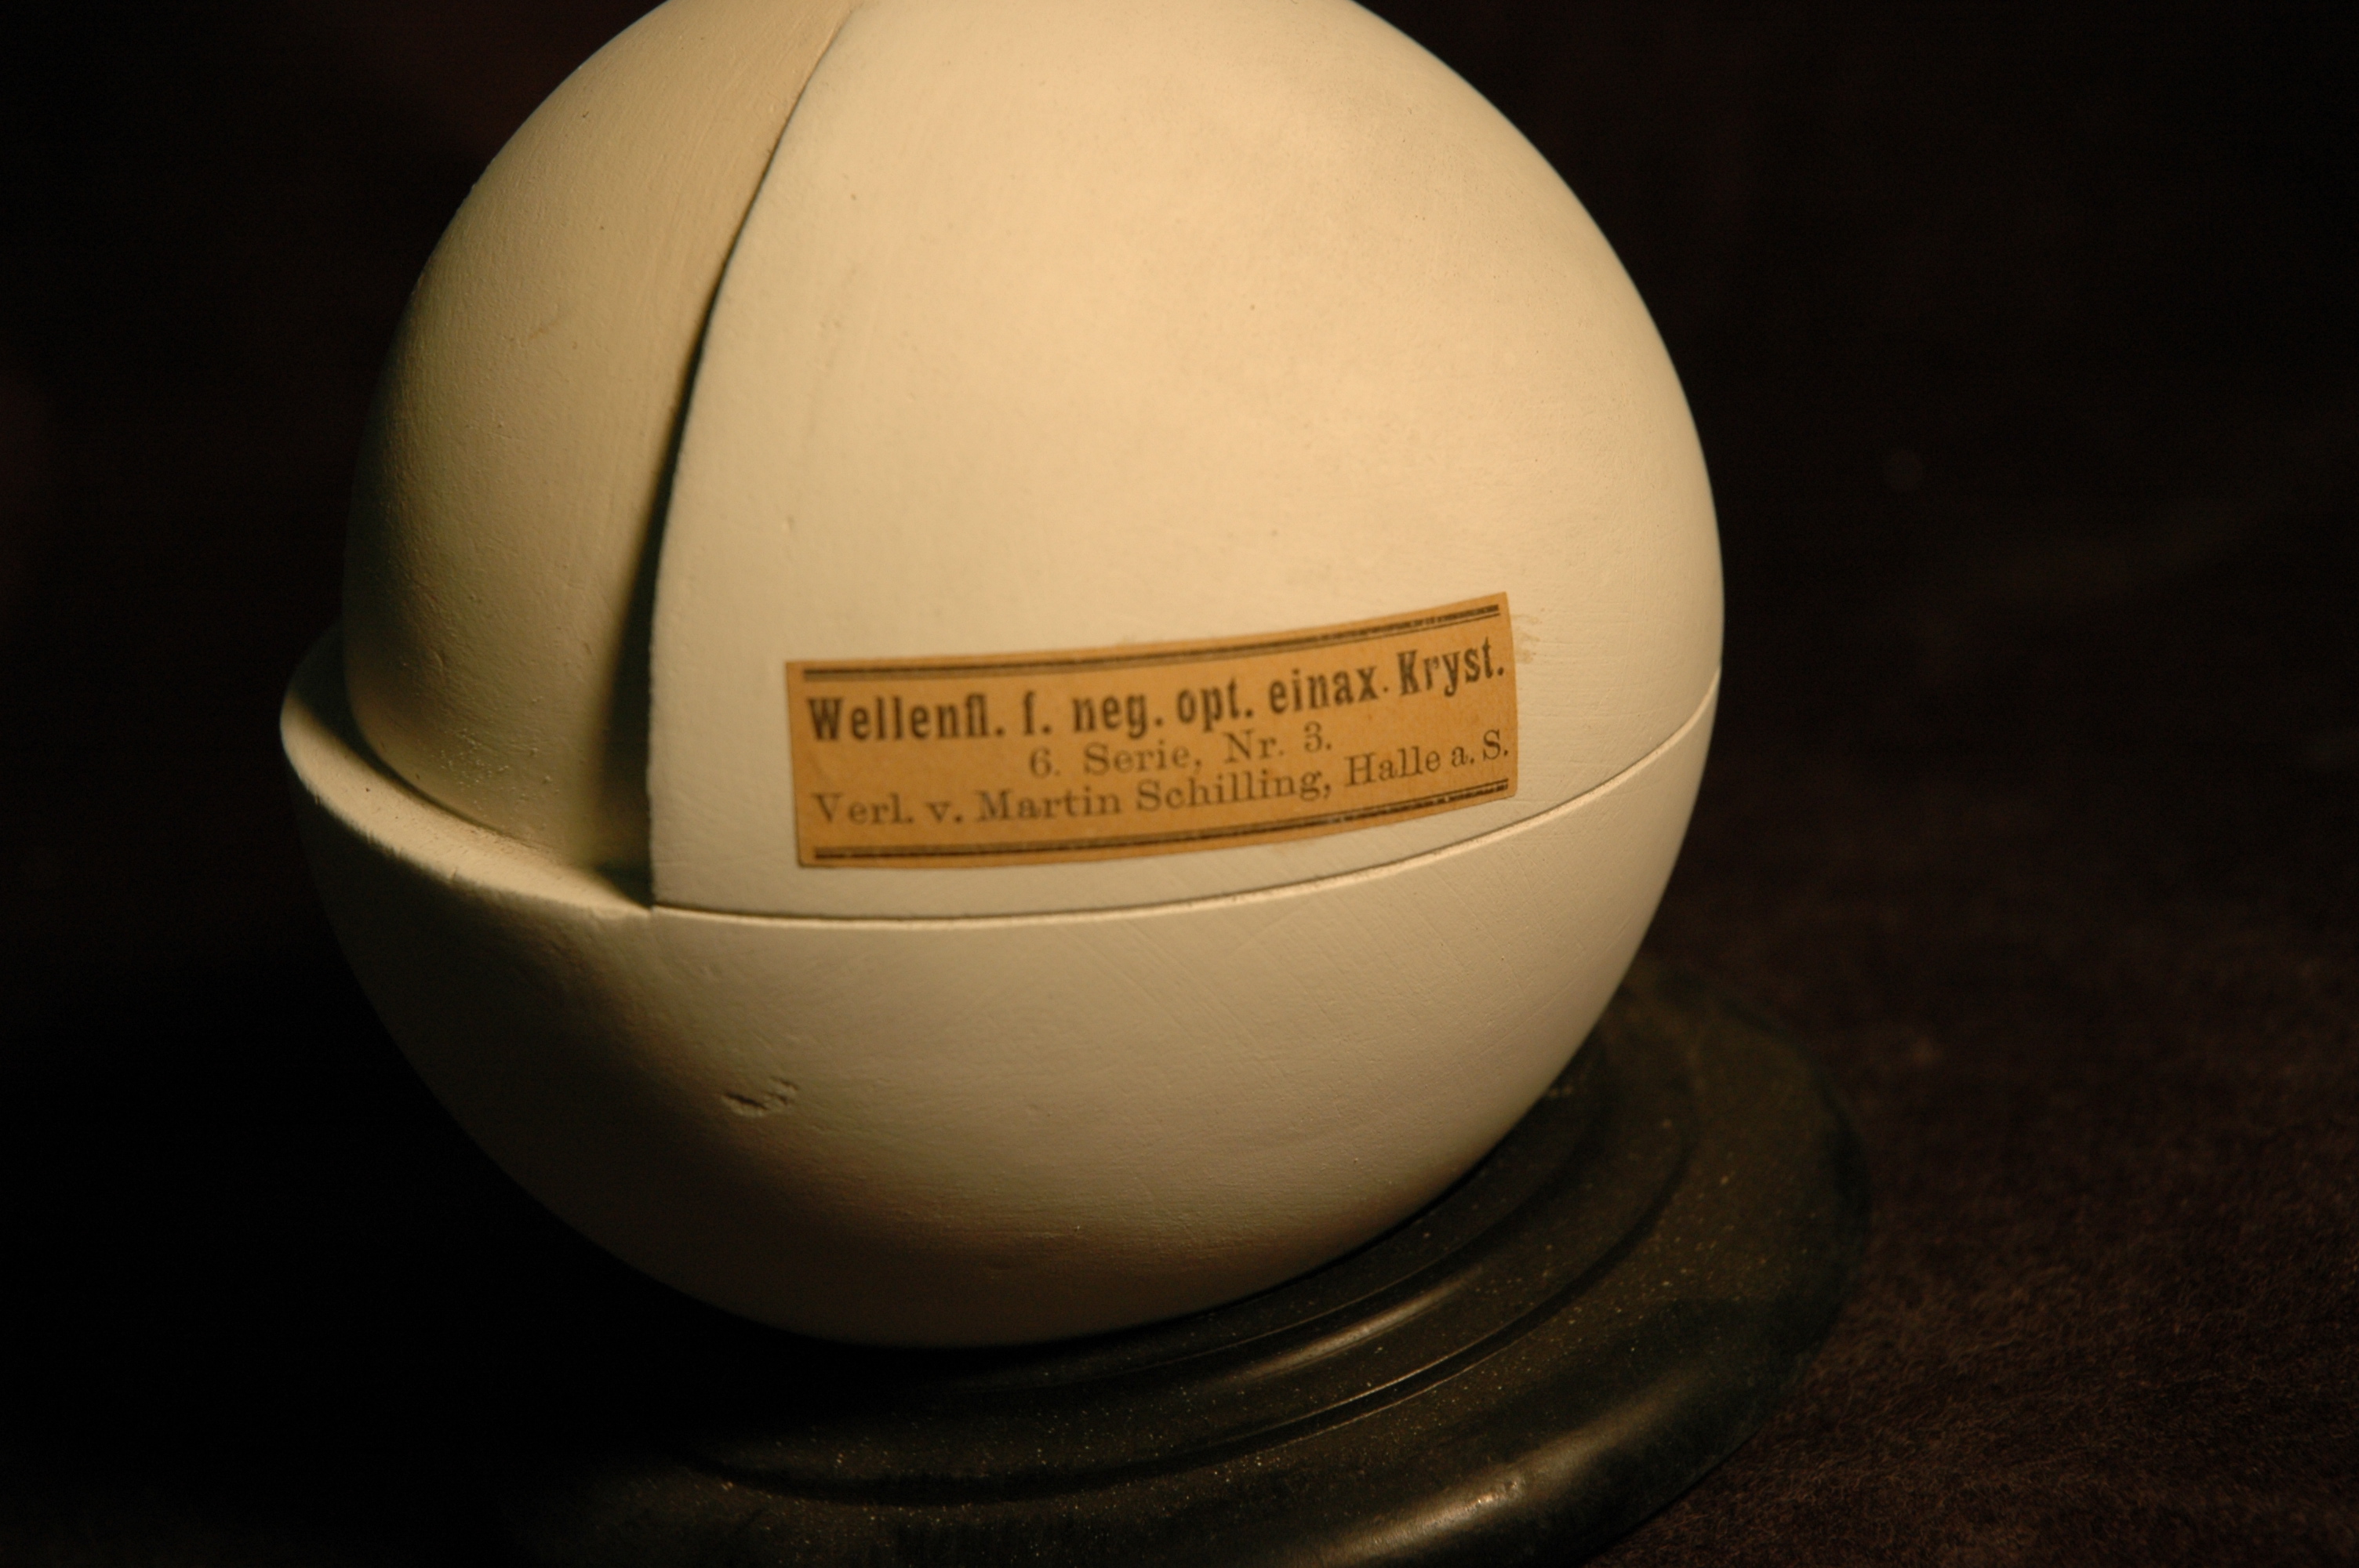 Wellenfl. f. neg. opt. einax. Kryst.
6. Serie, Nr. 3.
Verl. v. Martin Schilling, Halle a. S.